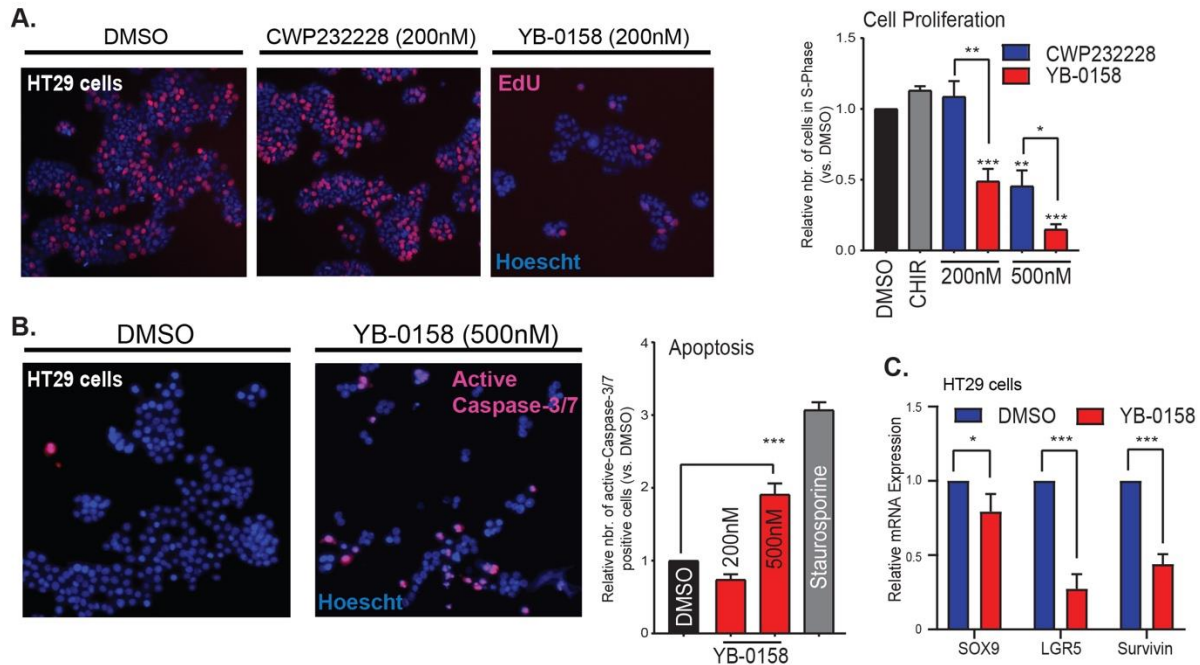 A.
DMSO
CWP232228 (200nM)
YB-0158 (200nM)
HT29 cells
EdU
Hoescht
Cell Proliferation
CWP232228
YB-0158
Relative nbr. of cells in S-Phase
(vs. DMSO)
1.5
1.0
0.5
0.0
**
***
*
**
***
DMSO
CHIR
200nM
500nM
B.
DMSO
YB-0158 (500nM)
HT29 cells
Active
Caspase-3/7
Hoescht
Apoptosis
Relative nbr. of active-Caspase-3/7
positive cells (vs. DMSO)
4
3
2
1
0
***
DMSO
200nM
500nM
Staurosporine
YB-0158
C.
HT29 cells
DMSO
YB-0158
Relative mRNA Expression
1.5
1.0
0.5
0
*
***
***
SOX9
LGR5
Survivin